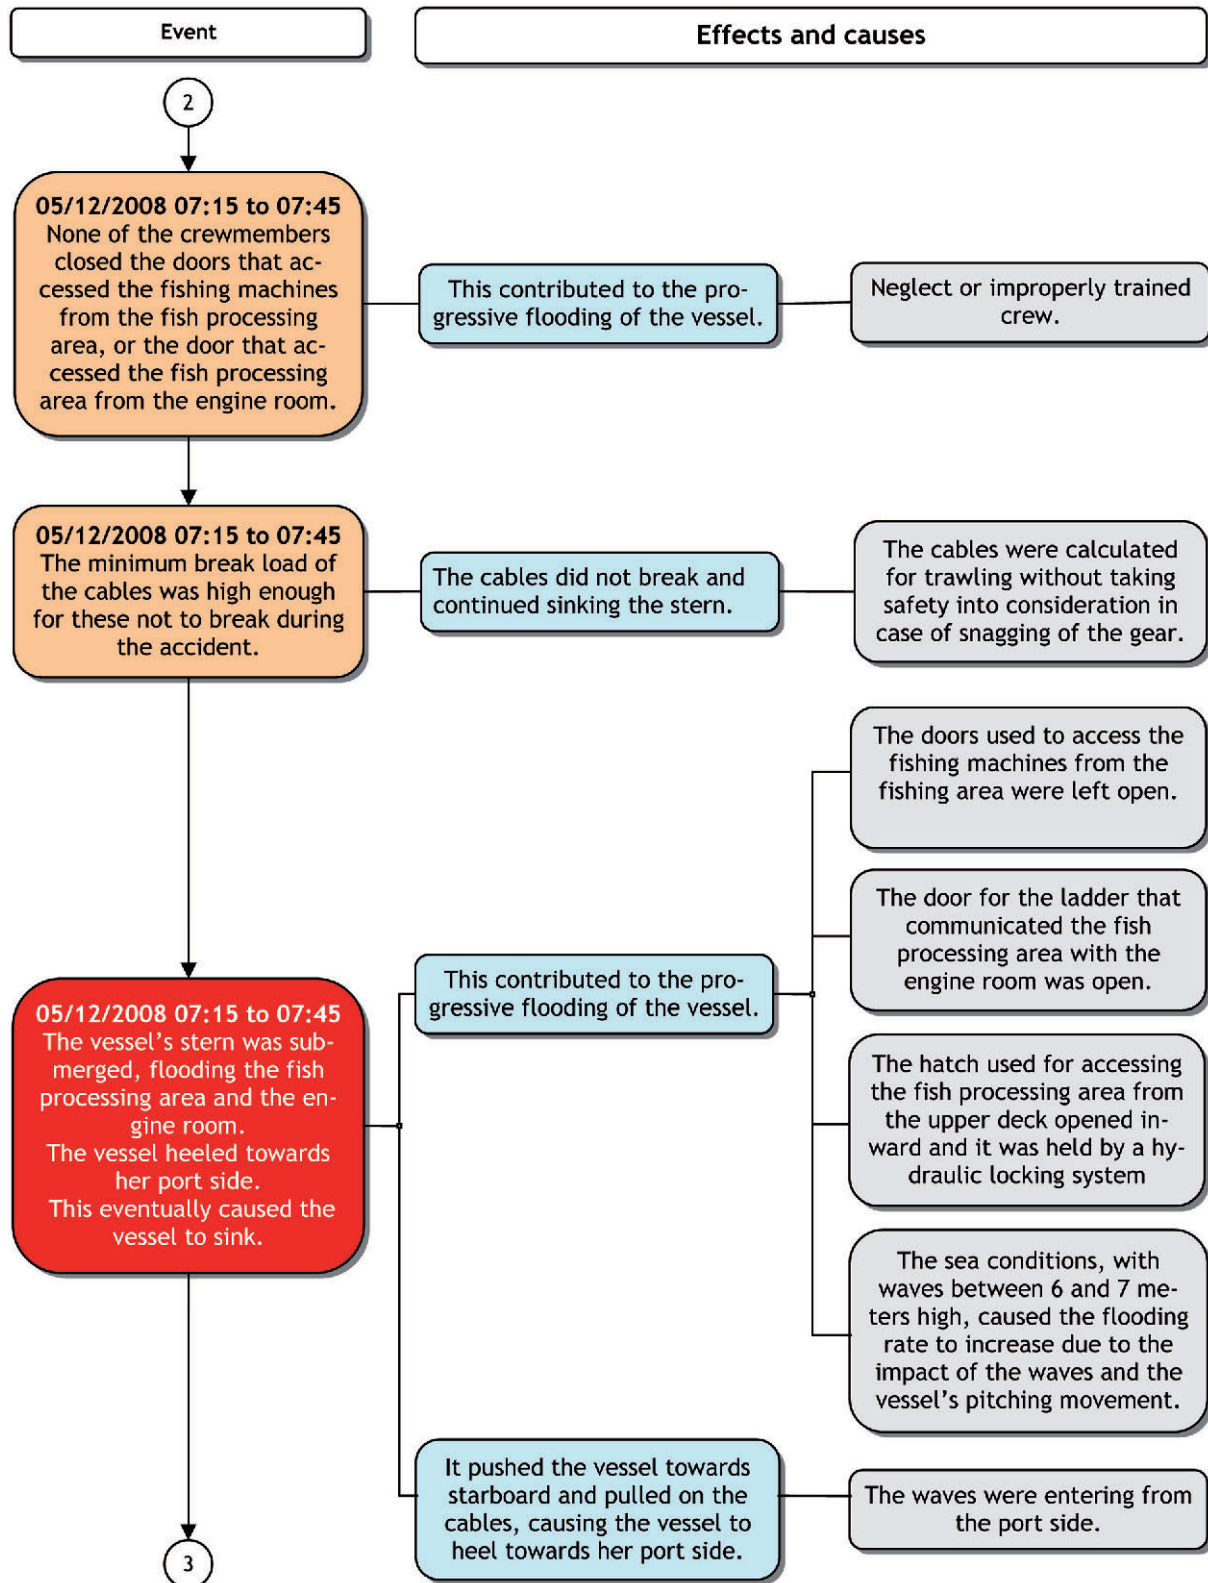 Event
Effects and causes
2
05/12/2008 07:15 to 07:45
None of the crewmembers
closed the doors that ac-
cessed the fishing machines
from the fish processing
area, or the door that ac-
cessed the fish processing
area from the engine room.
This contributed to the pro-
gressive flooding of the vessel.
Neglect or improperly trained
crew.
05/12/2008 07:15 to 07:45
The minimum break load of
the cables was high enough
for these not to break during
the accident.
The cables did not break and
continued sinking the stern.
The cables were calculated
for trawling without taking
safety into consideration in
case of snagging of the gear.
05/12/2008 07:15 to 07:45
The vessel's stern was sub-
merged, flooding the fish
processing area and the en-
gine room.
The vessel heeled towards
her port side.
This eventually caused the
vessel to sink.
This contributed to the pro-
gressive flooding of the vessel.
The doors used to access the
fishing machines from the
fishing area were left open.
The door for the ladder that
communicated the fish
processing area with the
engine room was open.
The hatch used for accessing
the fish processing area from
the upper deck opened in-
ward and it was held by a hy-
draulic locking system
The sea conditions, with
waves between 6 and 7 me-
ters high, caused the flooding
rate to increase due to the
impact of the waves and the
vessel's pitching movement.
It pushed the vessel towards
starboard and pulled on the
cables, causing the vessel to
heel towards her port side.
The waves were entering from
the port side.
3